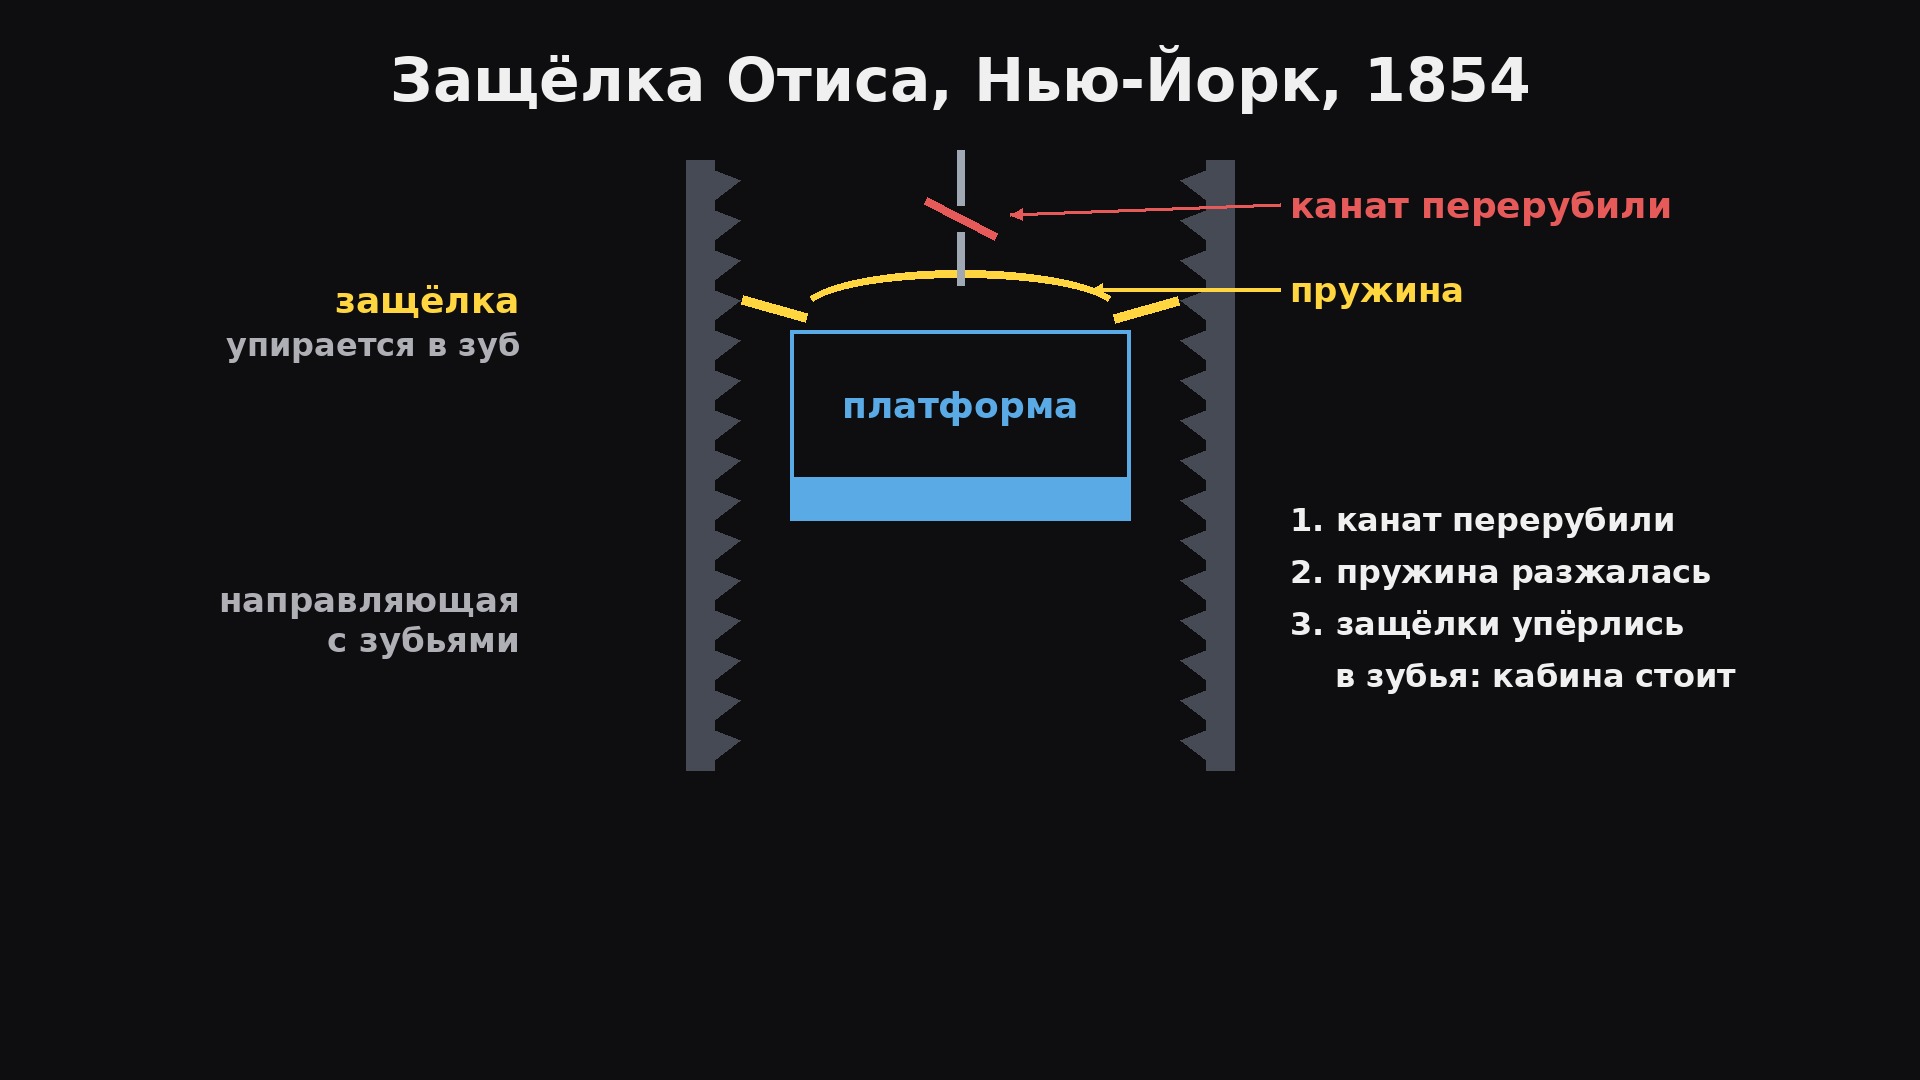 Защёлка Отиса, Нью-Йорк, 1854
канат перерубили
пружина
защёлка
упирается в зуб
платформа
направляющая
с зубьями
1. канат перерубили
2. пружина разжалась
3. защёлки упёрлись
в зубья: кабина стоит